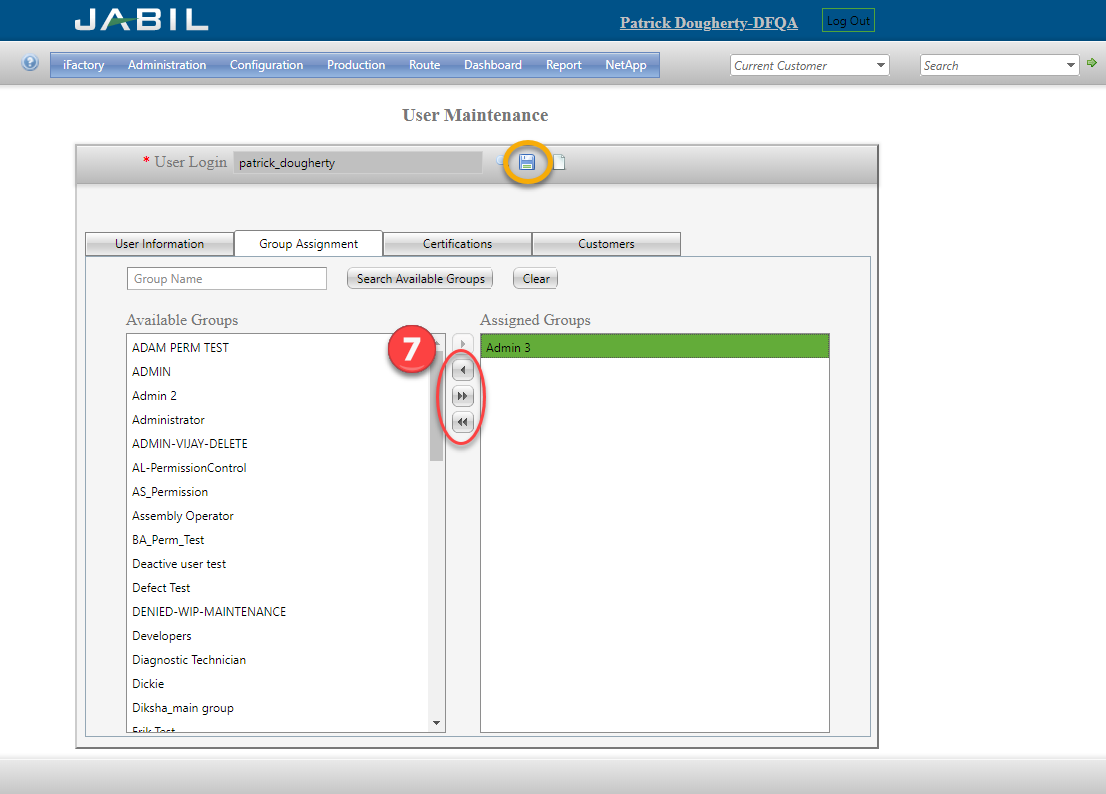 JABIL
Patrick Dougherty-DFQA
Log Out
iFactory Administration Configuration Production Route Dashboard Report NetApp
Current Customer
Search
User Maintenance
* User Login patrick_dougherty
User Information Group Assignment Certifications Customers
Group Name Search Available Groups Clear
Available Groups
Assigned Groups
7
ADAM PERM TEST
ADMIN
Admin 2
Administrator
ADMIN-VIJAY-DELETE
AL-PermissionControl
AS_Permission
Assembly Operator
BA_Perm_Test
Deactive user test
Defect Test
DENIED-WIP-MAINTENANCE
Developers
Diagnostic Technician
Dickie
Diksha_main group
Erik Test
Admin 3